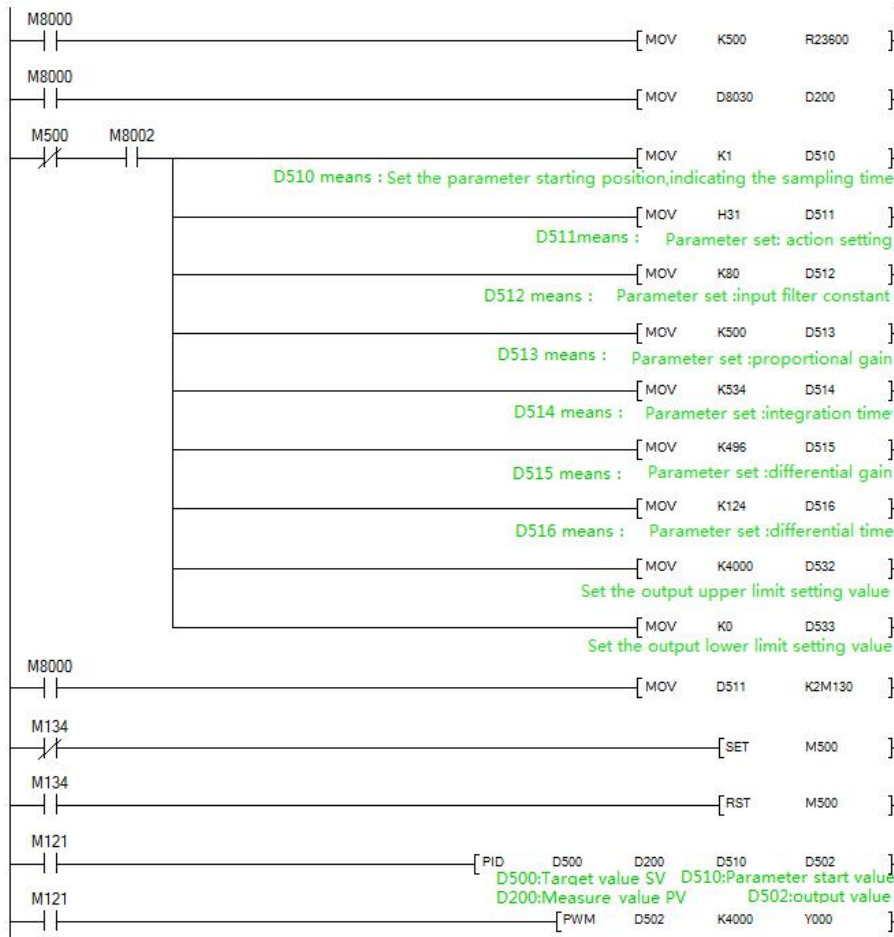 M8000
MOV K500 R23600
M8000
MOV D8030 D200
M500 M8002
MOV K1 D510
D510 means : Set the parameter starting position,indicating the sampling time
MOV H31 D511
D511means : Parameter set: action setting
MOV K80 D512
D512 means : Parameter set :input filter constant
MOV K500 D513
D513 means : Parameter set :proportional gain
MOV K534 D514
D514 means : Parameter set :integration time
MOV K496 D515
D515 means : Parameter set :differential gain
MOV K124 D516
D516 means : Parameter set :differential time
MOV K4000 D532
Set the output upper limit setting value
MOV K0 D533
Set the output lower limit setting value
M8000
MOV D511 K2M130
M134
SET M500
M134
RST M500
M121
PID D500 D200 D510 D502
D500:Target value SV D510:Parameter start value
D200:Measure value PV D502:output value
M121
PWM D502 K4000 Y000